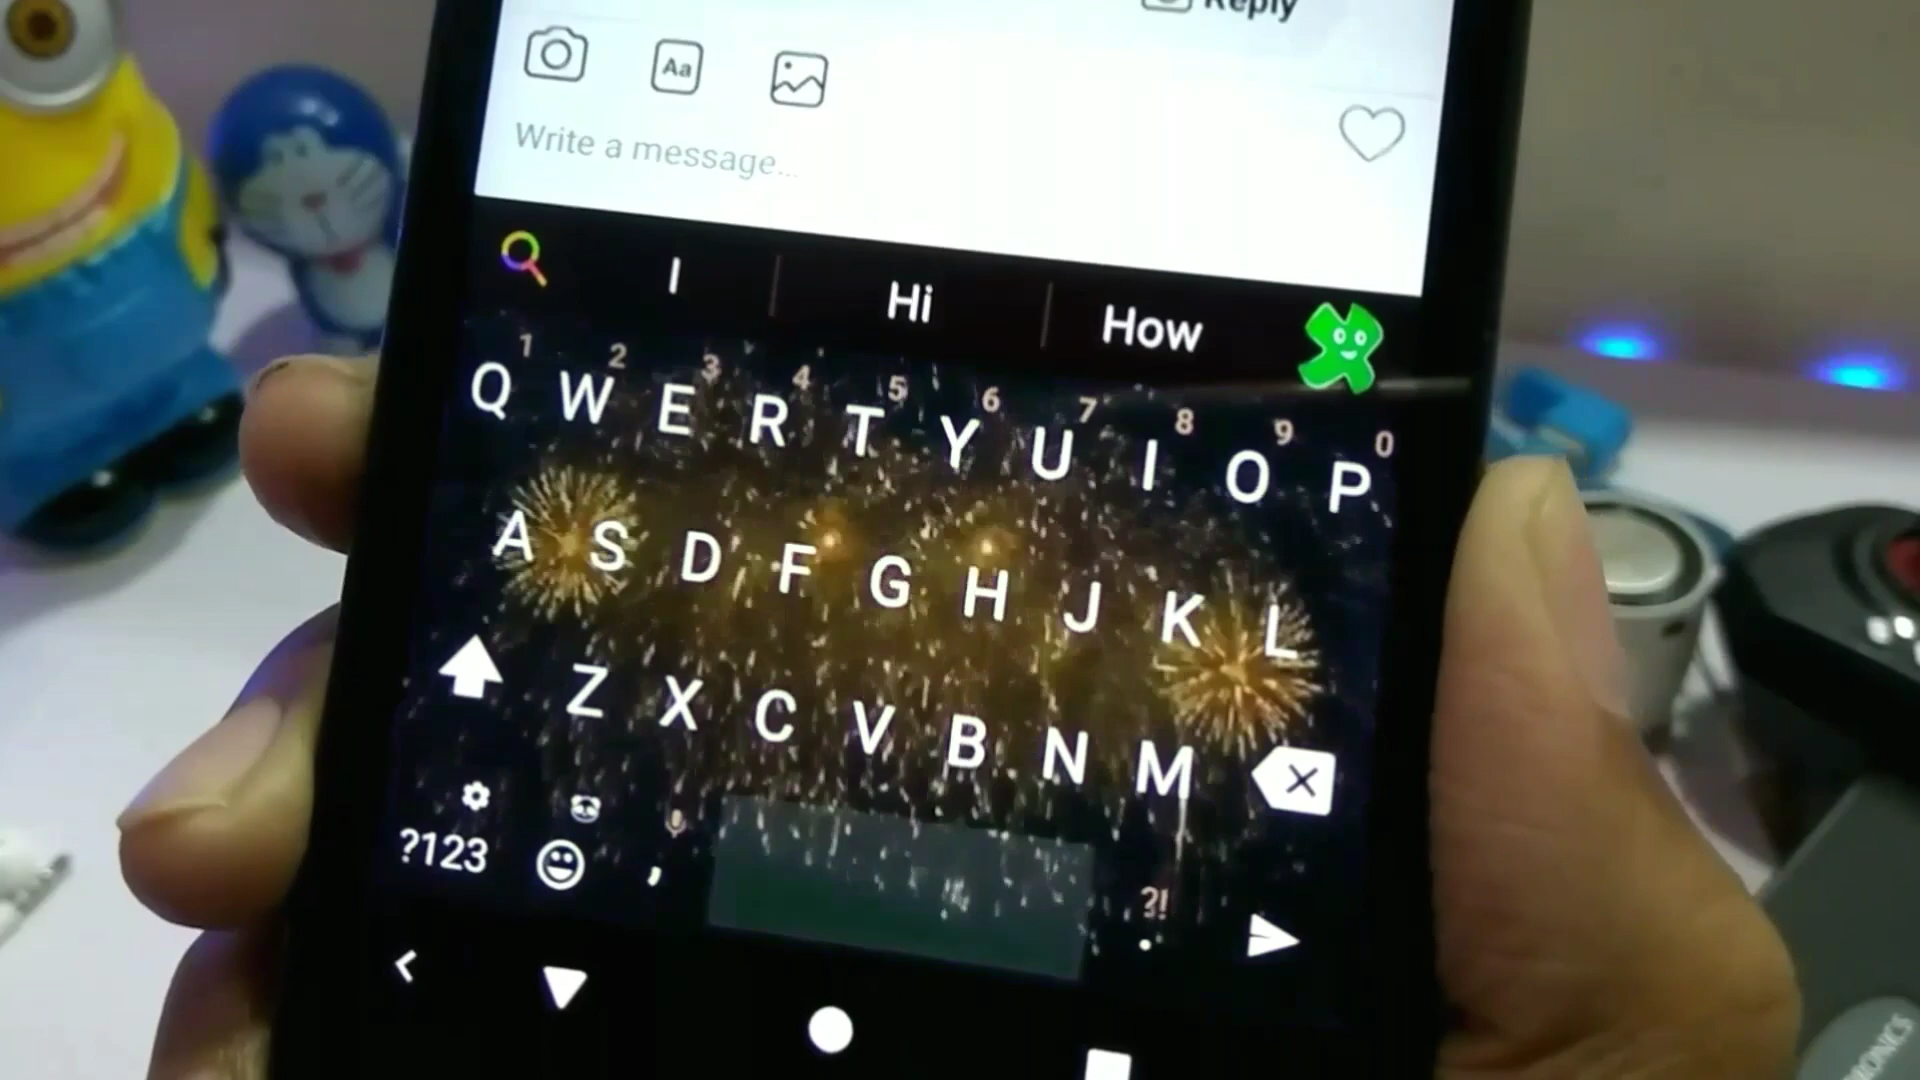 Reply
Aa
Write a message...
I Hi How
1 2 3 4 5 6 7 8 9 0
Q W E R T Y U I O P
A S D F G H J K L
Z X C V B N M
?!
?123 , .